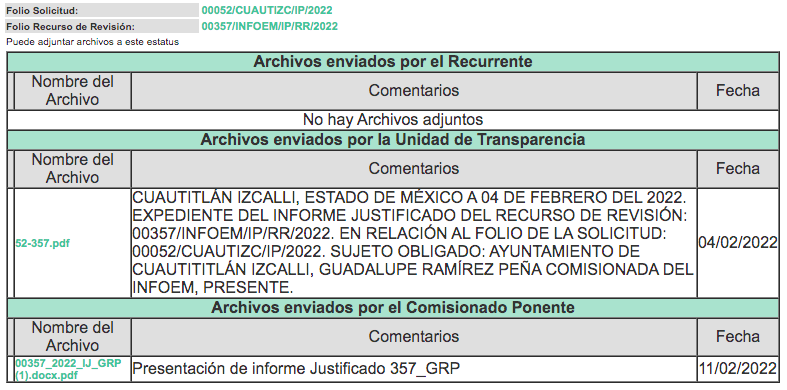 Folio Solicitud: 00052/CUAUTIZC/IP/2022
Folio Recurso de Revisión: 00357/INFOEM/IP/RR/2022
Puede adjuntar archivos a este estatus
Archivos enviados por el Recurrente
Nombre del Archivo Comentarios Fecha
No hay Archivos adjuntos
Archivos enviados por la Unidad de Transparencia
Nombre del Archivo Comentarios Fecha
52-357.pdf
CUAUTITLÁN IZCALLI, ESTADO DE MÉXICO A 04 DE FEBRERO DEL 2022.
EXPEDIENTE DEL INFORME JUSTIFICADO DEL RECURSO DE REVISIÓN:
00357/INFOEM/IP/RR/2022. EN RELACIÓN AL FOLIO DE LA SOLICITUD:
00052/CUAUTIZC/IP/2022. SUJETO OBLIGADO: AYUNTAMIENTO DE
CUAUTITITLÁN IZCALLI, GUADALUPE RAMÍREZ PEÑA COMISIONADA DEL
INFOEM, PRESENTE.
04/02/2022
Archivos enviados por el Comisionado Ponente
Nombre del Archivo Comentarios Fecha
00357_2022_IJ_GRP
(1).docx.pdf
Presentación de informe Justificado 357_GRP
11/02/2022